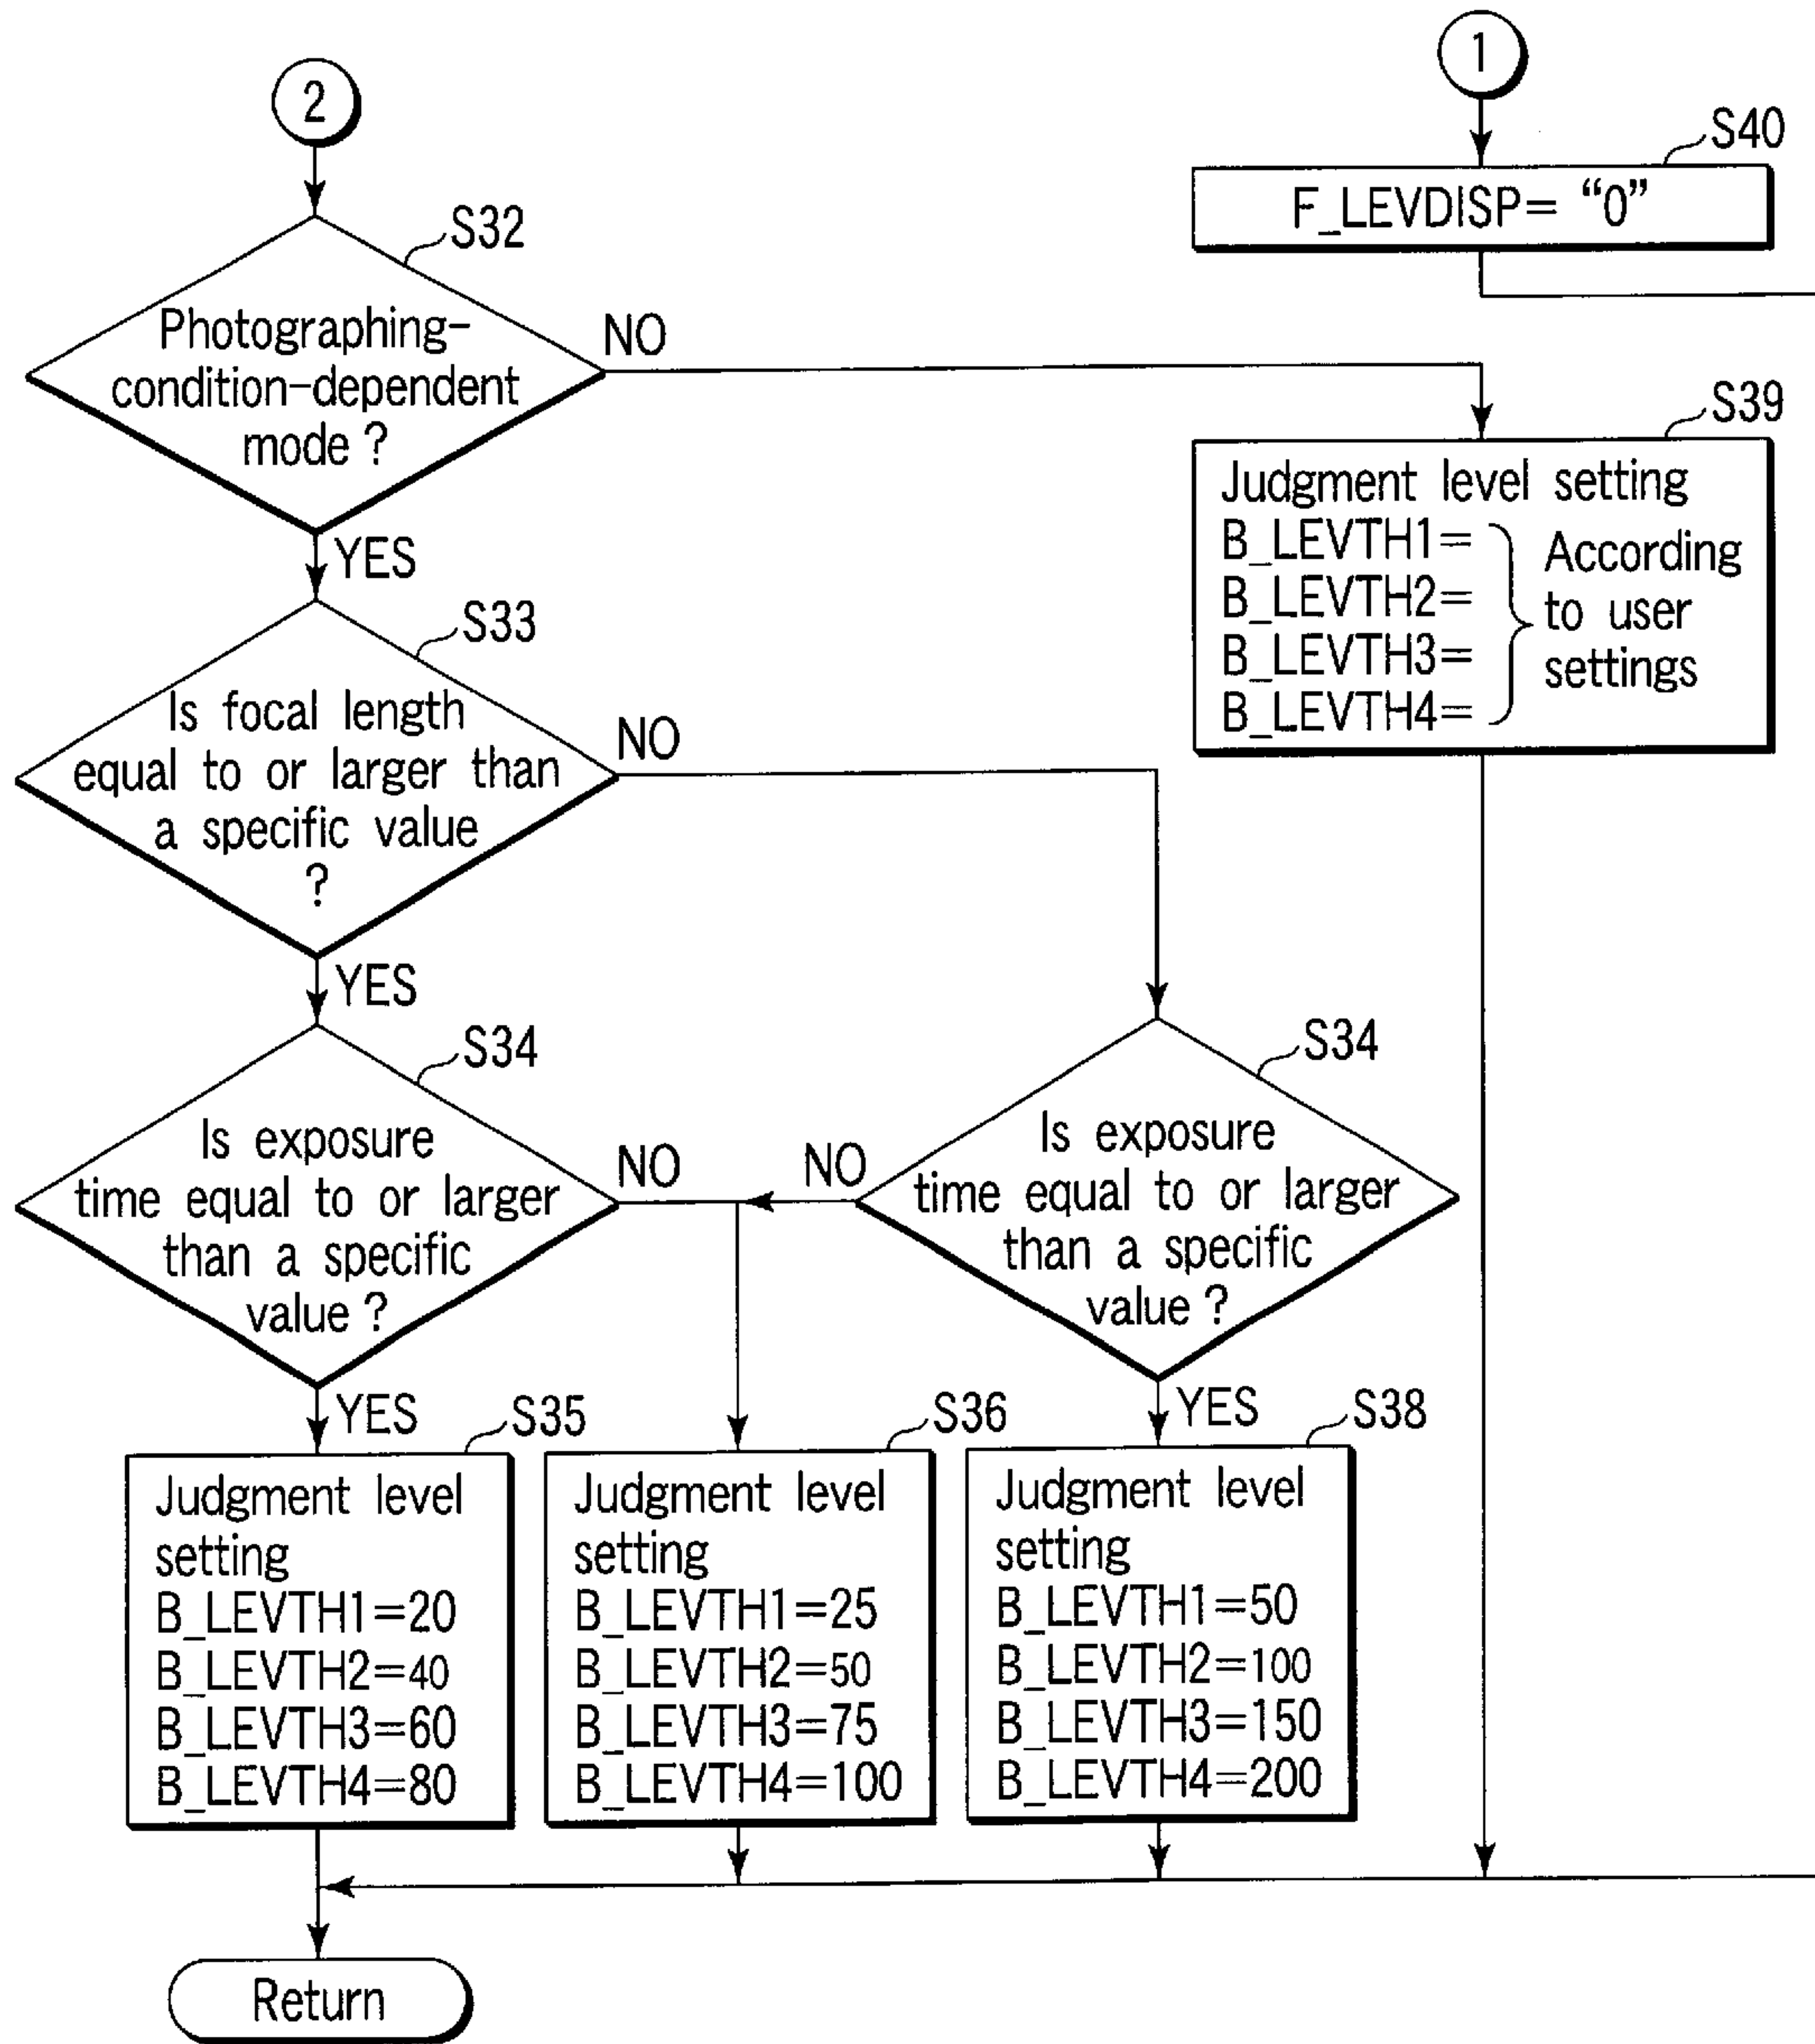 2
1
S40
F_LEVDISP= “0”
S32
Photographing-
condition-dependent
mode ?
NO
YES
S39
Judgment level setting
B_LEVTH1=
B_LEVTH2=
B_LEVTH3=
B_LEVTH4=
According
to user
settings
S33
Is focal length
equal to or larger than
a specific value
?
NO
YES
S34
Is exposure
time equal to or larger
than a specific
value ?
NO
YES
S34
Is exposure
time equal to or larger
than a specific
value ?
NO
YES
S35
Judgment level
setting
B_LEVTH1=20
B_LEVTH2=40
B_LEVTH3=60
B_LEVTH4=80
S36
Judgment level
setting
B_LEVTH1=25
B_LEVTH2=50
B_LEVTH3=75
B_LEVTH4=100
S38
Judgment level
setting
B_LEVTH1=50
B_LEVTH2=100
B_LEVTH3=150
B_LEVTH4=200
Return